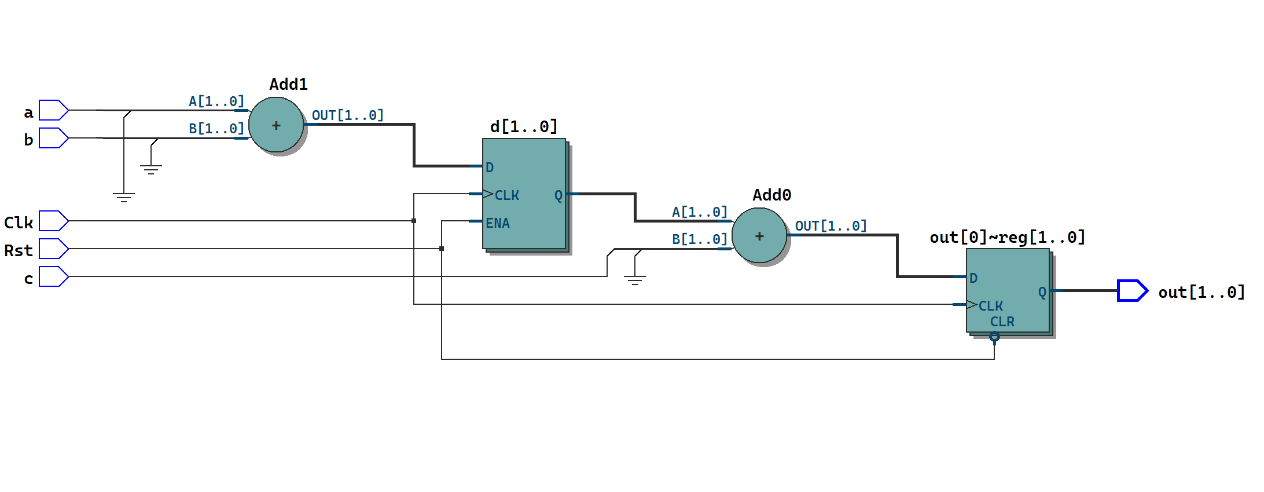 Add1
a
A[1..0]
OUT[1..0]
b
B[1..0]
+
d[1..0]
D
CLK
Q
ENA
Clk
Rst
c
Add0
A[1..0]
OUT[1..0]
B[1..0]
+
out[0]~reg[1..0]
D
Q
CLK
CLR
out[1..0]